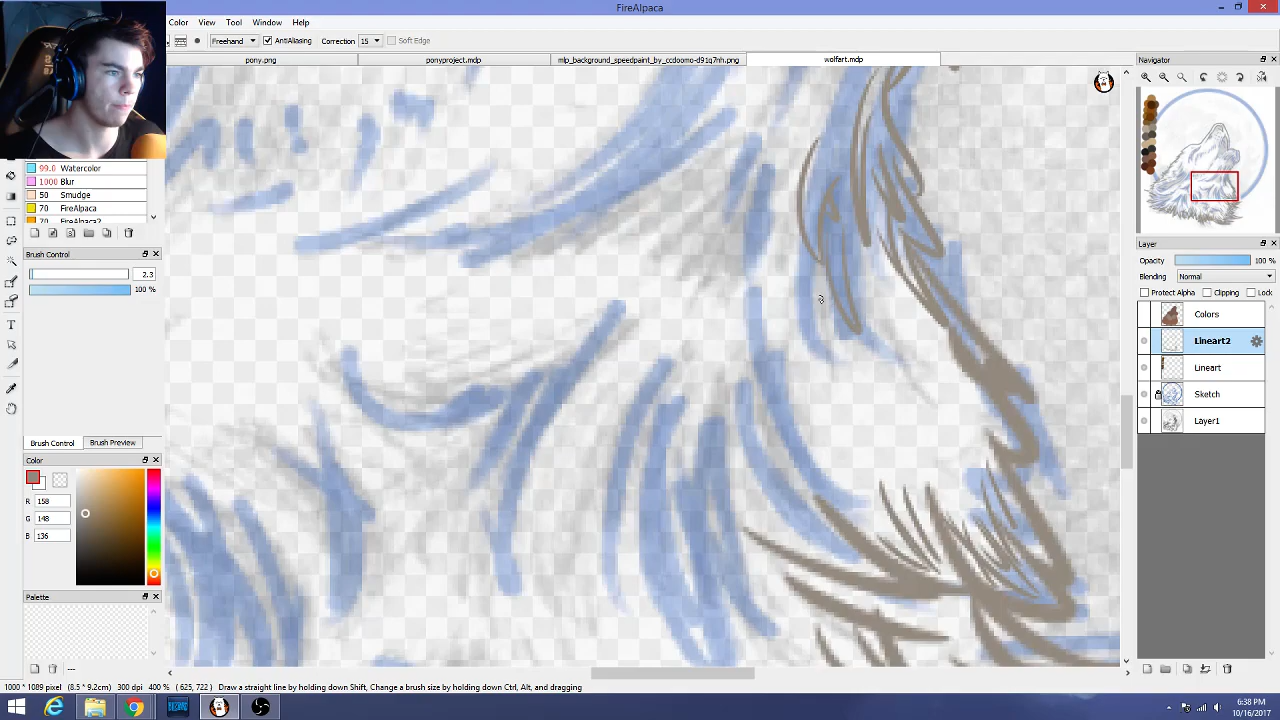 FireAlpaca
Color View Tool Window Help
Freehand AntiAliasing Correction 15 Soft Edge
pony.png ponyproject.mdp mlp_background_speedpaint_by_ccdoomo-d91q7nh.png wolfart.mdp
Navigator
99.0 Watercolor
1000 Blur
50 Smudge
70 FireAlpaca
70 FireAlpaca2
Brush Control
2.3
100 %
Brush Control Brush Preview
Color
R 158
G 148
B 136
Palette
---
Layer
Opacity 100 %
Blending Normal
Protect Alpha Clipping Lock
Colors
Lineart2
Lineart
Sketch
Layer1
1000 * 1089 pixel (8.5 * 9.2cm) 300 dpi 400 % ( 625, 722 ) Draw a straight line by holding down Shift, Change a brush size by holding down Ctrl, Alt, and dragging
6:38 PM
10/16/2017